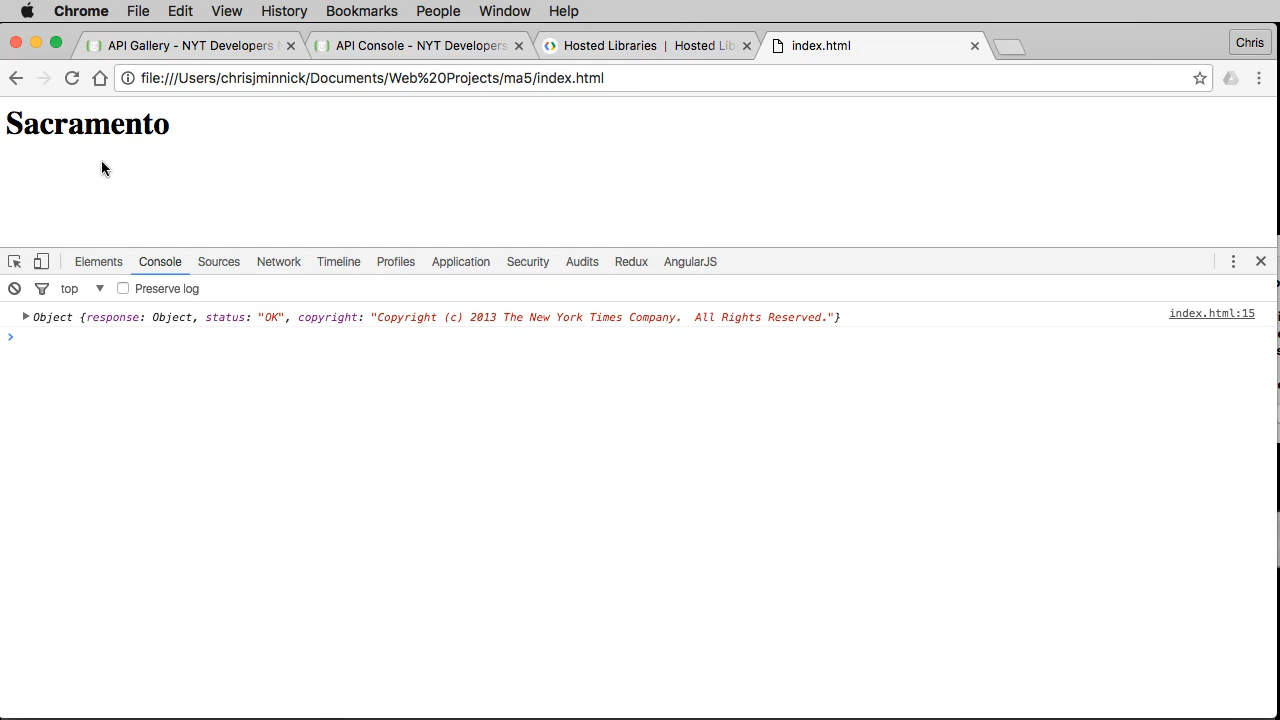 Chrome File Edit View History Bookmarks People Window Help
API Gallery - NYT Developers API Console - NYT Developers Hosted Libraries | Hosted Lib index.html Chris
file:///Users/chrisjminnick/Documents/Web%20Projects/ma5/index.html
Sacramento
Elements Console Sources Network Timeline Profiles Application Security Audits Redux AngularJS
top Preserve log
Object {response: Object, status: "OK", copyright: "Copyright (c) 2013 The New York Times Company.  All Rights Reserved."} index.html:15